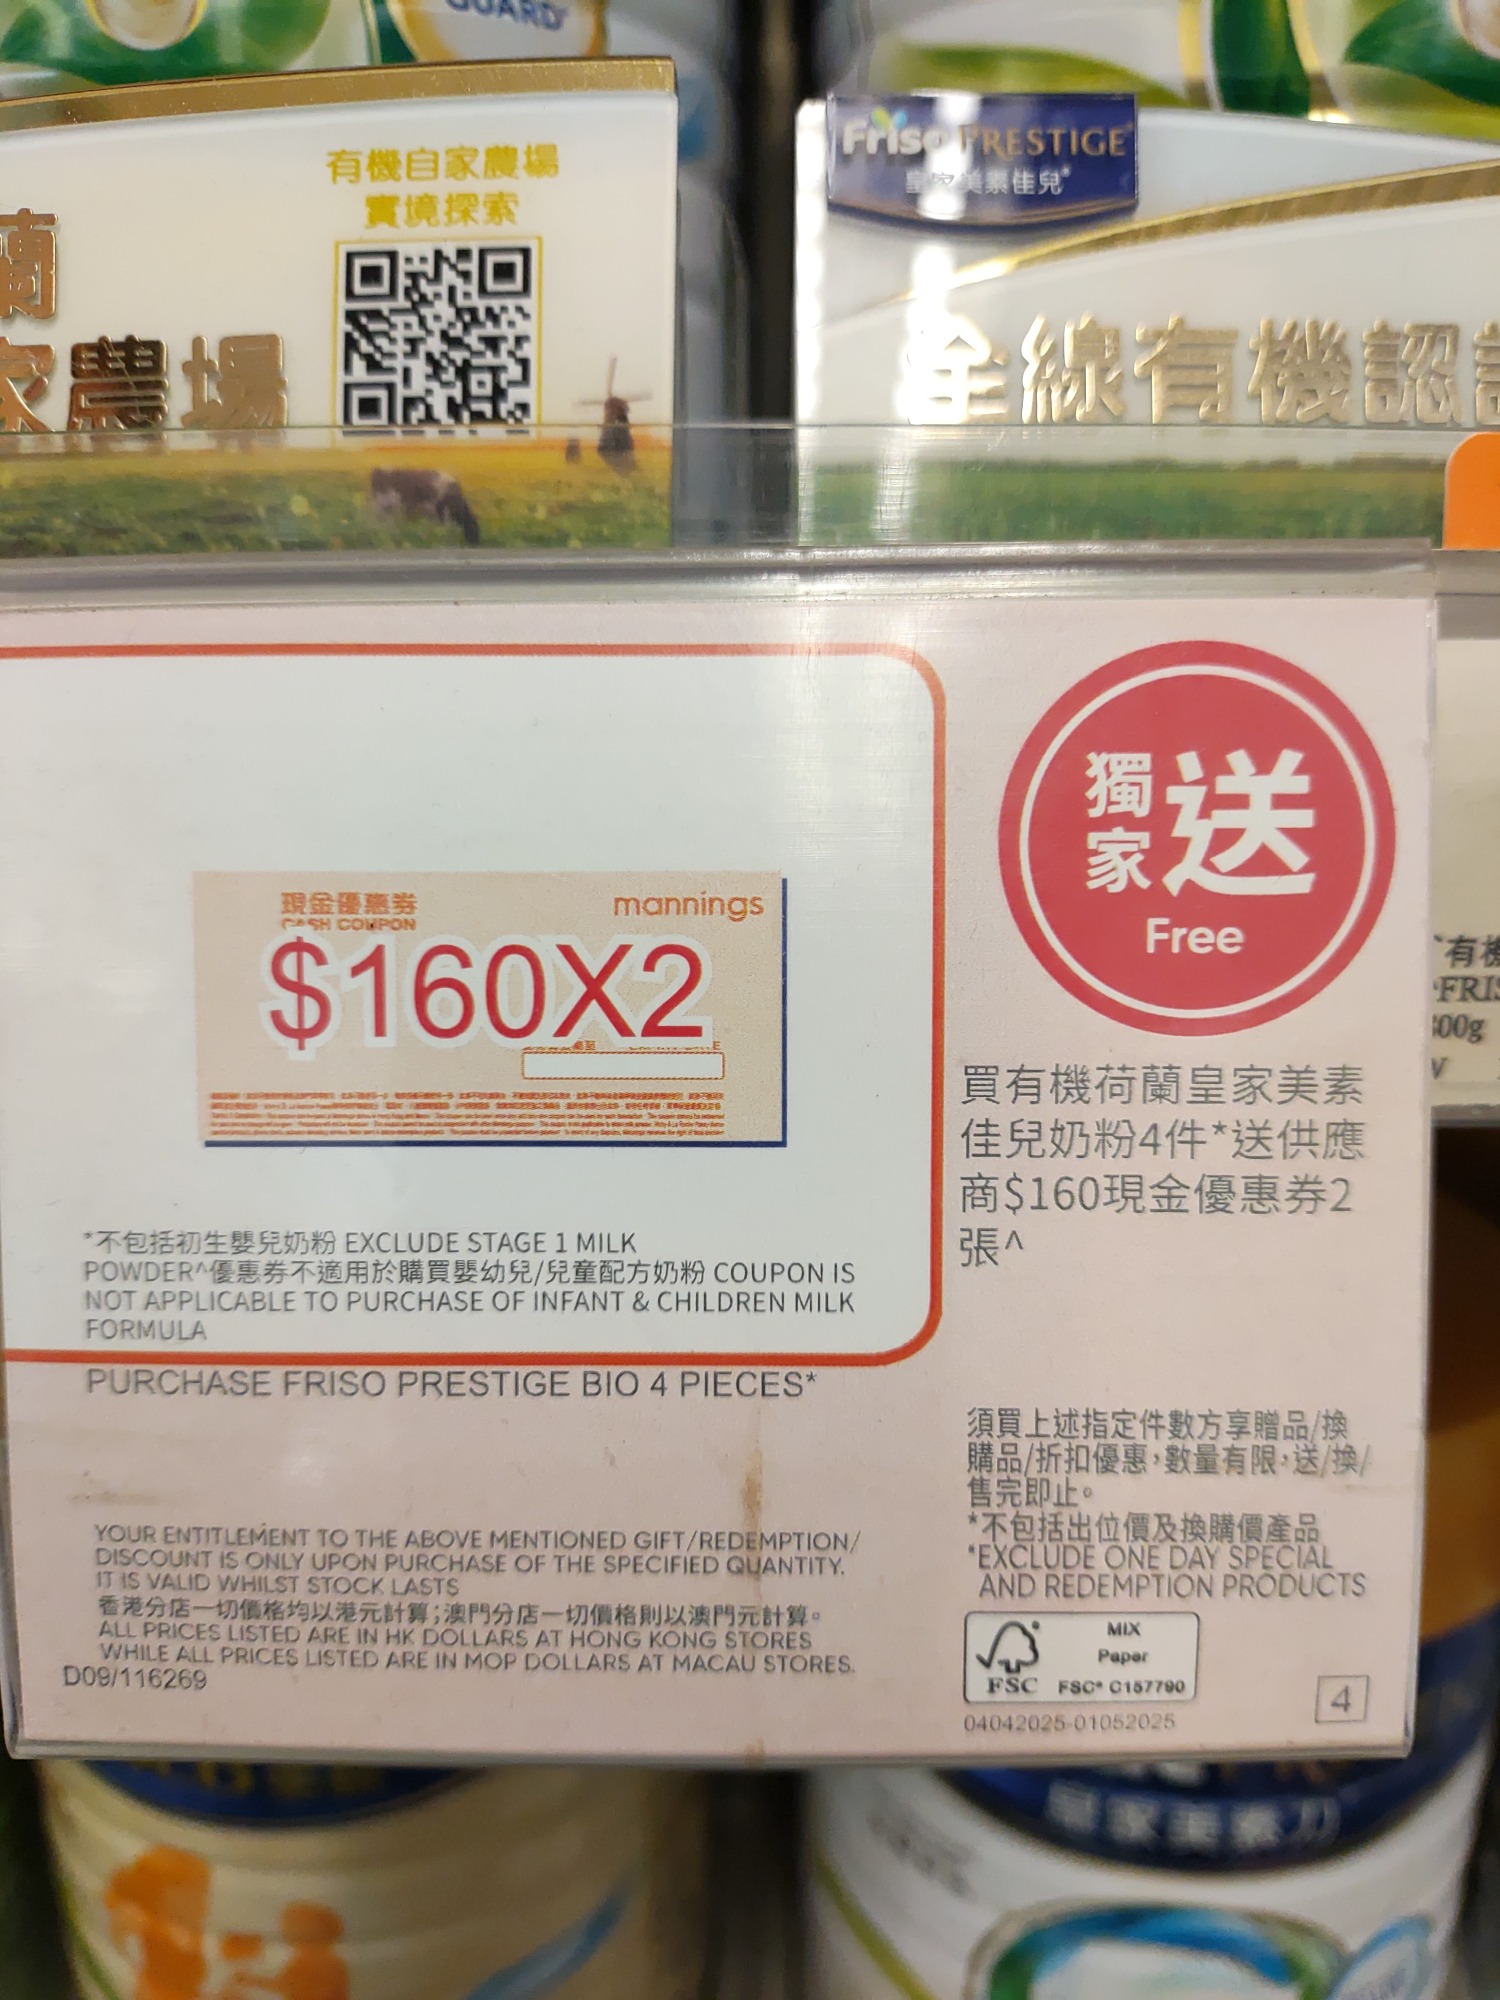 GUARD
有機自家農場
實境探索
蘭
家農場
Friso PRESTIGE
皇家美素佳兒
全線有機認
現金優惠券
CASH COUPON
mannings
$160X2
獨家送
Free
買有機荷蘭皇家美素
佳兒奶粉4件*送供應
商$160現金優惠券2
張^
*不包括初生嬰兒奶粉 EXCLUDE STAGE 1 MILK
POWDER^優惠券不適用於購買嬰幼兒/兒童配方奶粉 COUPON IS
NOT APPLICABLE TO PURCHASE OF INFANT & CHILDREN MILK
FORMULA
PURCHASE FRISO PRESTIGE BIO 4 PIECES*
YOUR ENTITLEMENT TO THE ABOVE MENTIONED GIFT/REDEMPTION/
DISCOUNT IS ONLY UPON PURCHASE OF THE SPECIFIED QUANTITY.
IT IS VALID WHILST STOCK LASTS
香港分店一切價格均以港元計算;澳門分店一切價格則以澳門元計算。
ALL PRICES LISTED ARE IN HK DOLLARS AT HONG KONG STORES
WHILE ALL PRICES LISTED ARE IN MOP DOLLARS AT MACAU STORES.
D09/116269
須買上述指定件數方享贈品/換
購品/折扣優惠,數量有限,送/換/
售完即止。
*不包括出位價及換購價產品
*EXCLUDE ONE DAY SPECIAL
AND REDEMPTION PRODUCTS
FSC
MIX
Paper
FSC® C157790
04042025-01052025
4
有機
FRIS
00g
皇家美素力